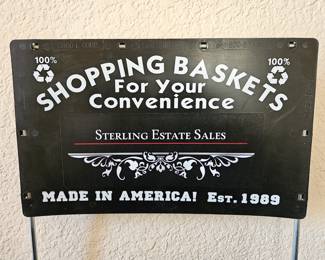 100%
100%
SHOPPING BASKETS
For Your
Convenience
STERLING ESTATE SALES
MADE IN AMERICA! EST. 1989